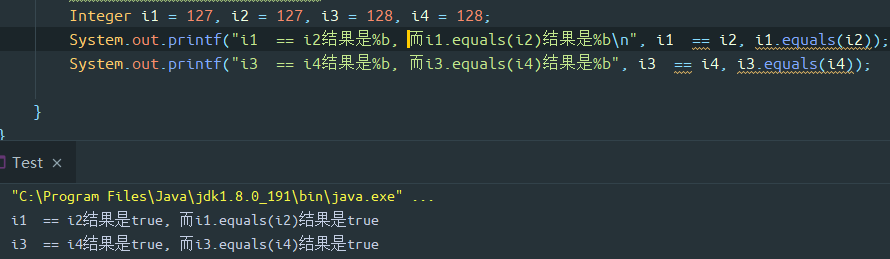 Integer i1 = 127, i2 = 127, i3 = 128, i4 = 128;
System.out.printf("i1  == i2结果是%b, 而i1.equals(i2)结果是%b\n", i1  == i2, i1.equals(i2));
System.out.printf("i3  == i4结果是%b, 而i3.equals(i4)结果是%b", i3  == i4, i3.equals(i4));
}
}
Test ×
"C:\Program Files\Java\jdk1.8.0_191\bin\java.exe" ...
i1  == i2结果是true, 而i1.equals(i2)结果是true
i3  == i4结果是true, 而i3.equals(i4)结果是true